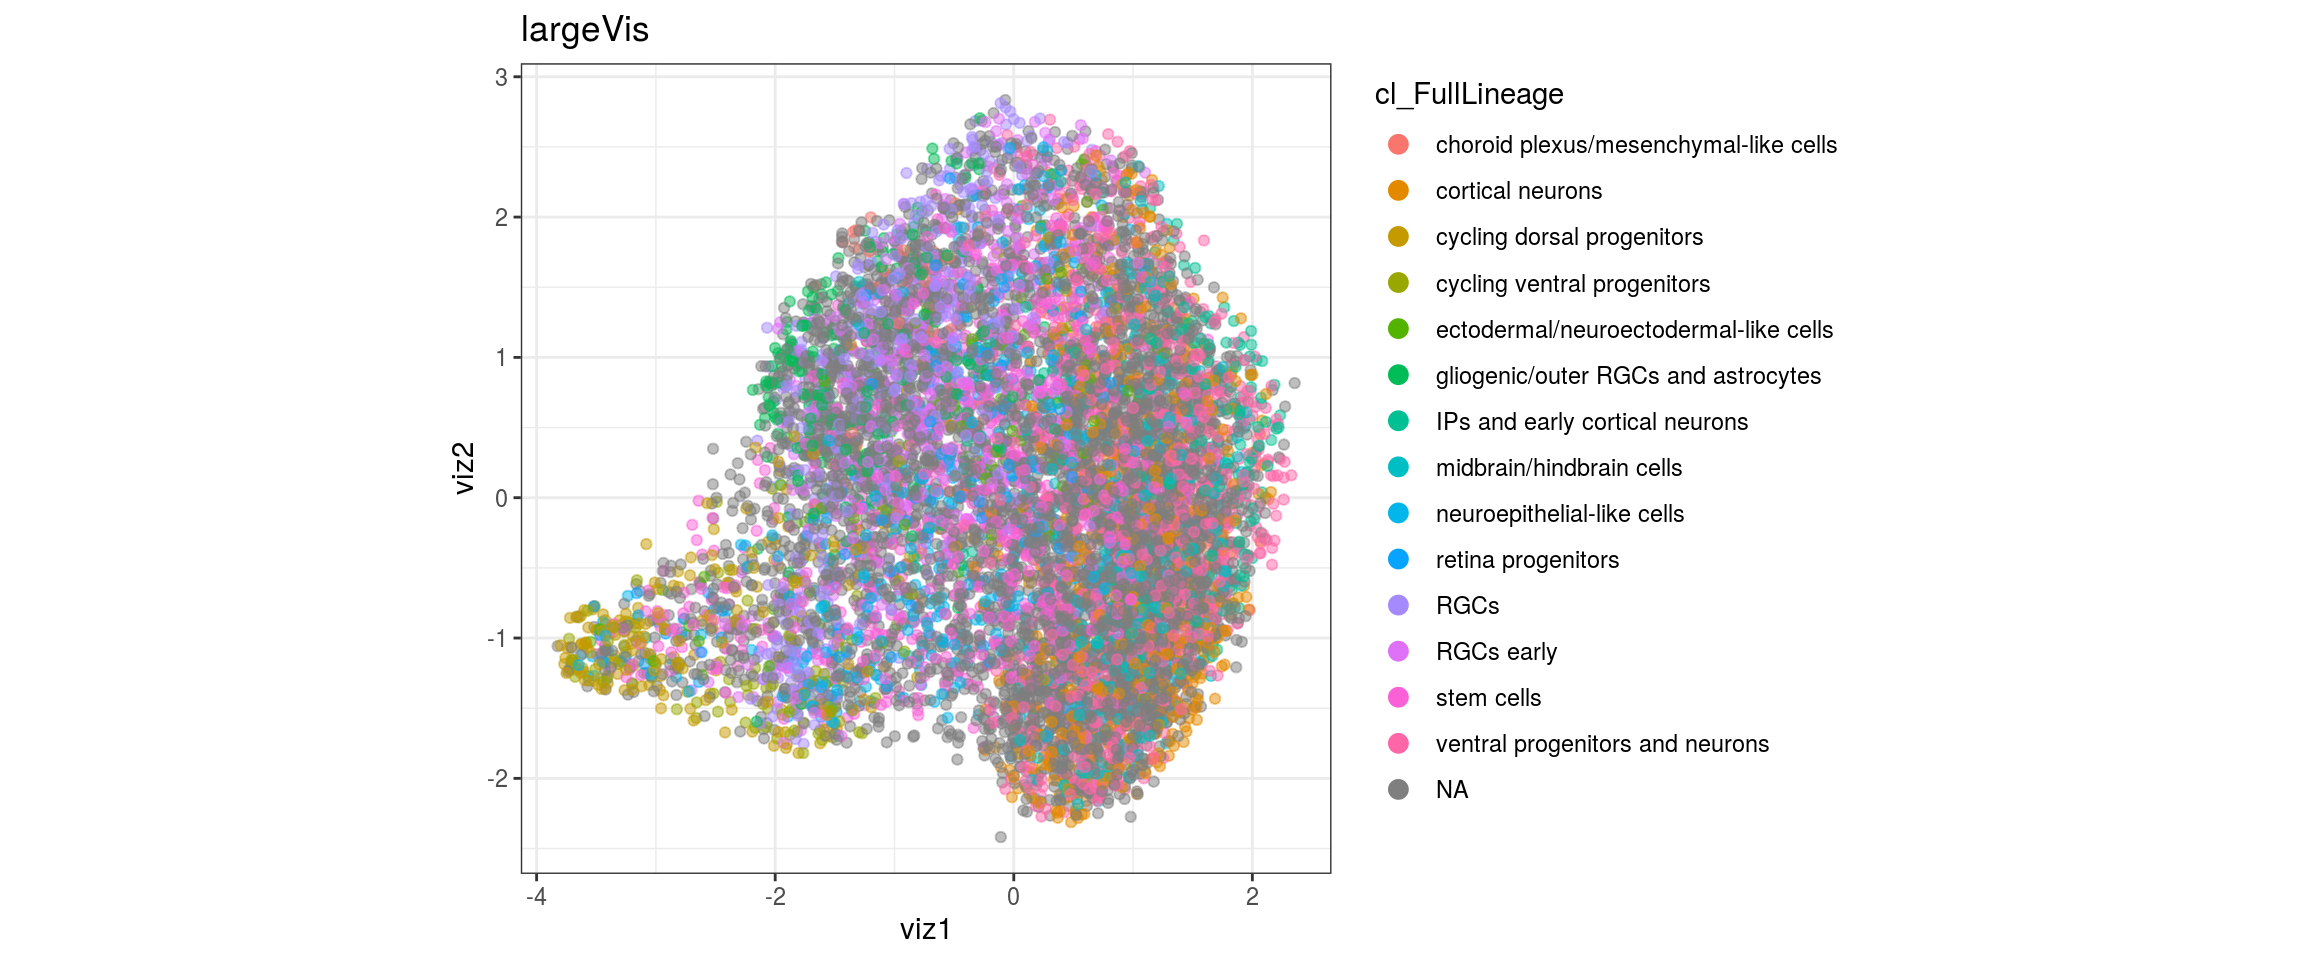 largeVis
3
2
1
0
-1
-2
viz2
-4
-2
0
2
viz1
cl_FullLineage
choroid plexus/mesenchymal-like cells
cortical neurons
cycling dorsal progenitors
cycling ventral progenitors
ectodermal/neuroectodermal-like cells
gliogenic/outer RGCs and astrocytes
IPs and early cortical neurons
midbrain/hindbrain cells
neuroepithelial-like cells
retina progenitors
RGCs
RGCs early
stem cells
ventral progenitors and neurons
NA